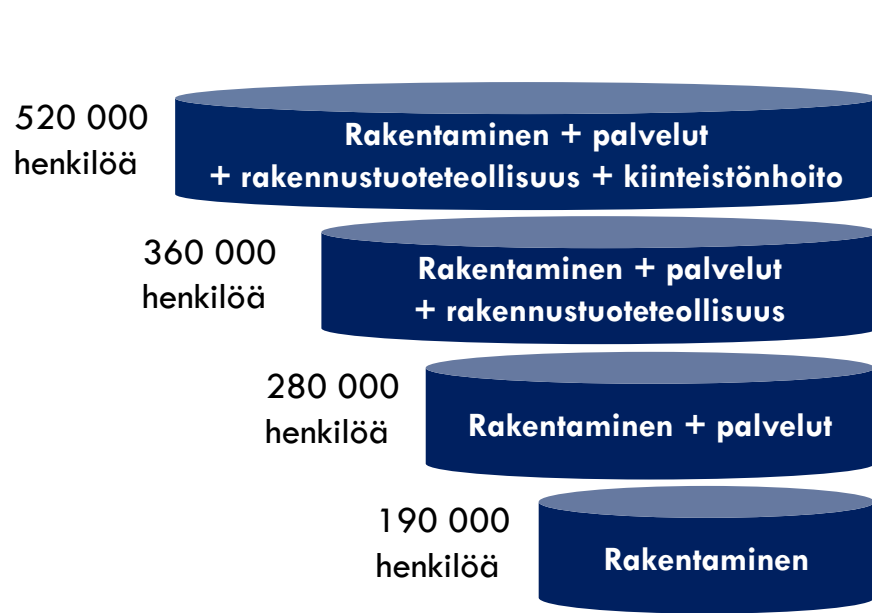 520 000
henkilöä
Rakentaminen + palvelut
+ rakennustuoteteollisuus + kiinteistönhoito
360 000
henkilöä
Rakentaminen + palvelut
+ rakennustuoteteollisuus
280 000
henkilöä
Rakentaminen + palvelut
190 000
henkilöä
Rakentaminen